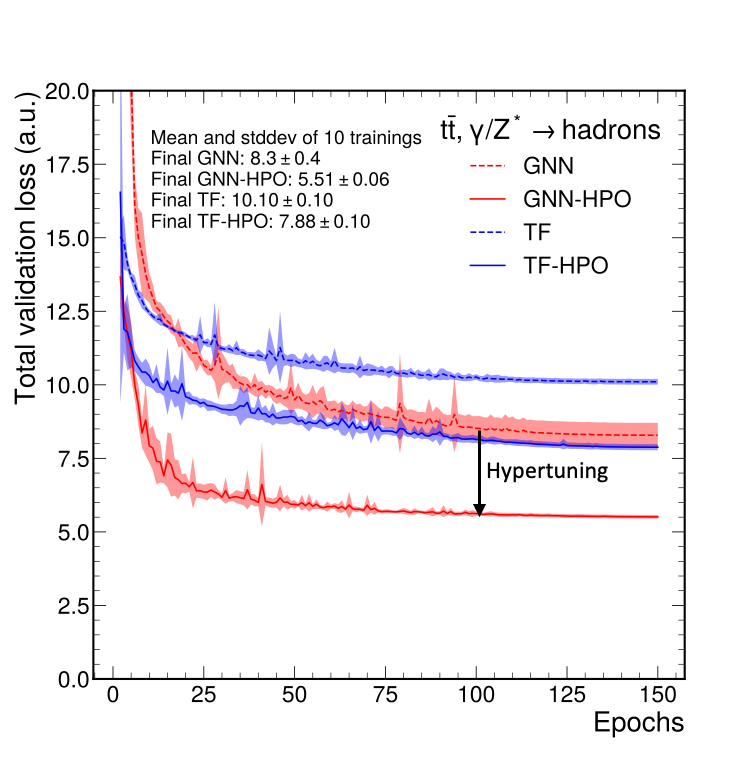 Total validation loss (a.u.)
20.0
17.5
15.0
12.5
10.0
7.5
5.0
2.5
0.0
Mean and stddev of 10 trainings
Final GNN: 8.3 ± 0.4
Final GNN-HPO: 5.51 ± 0.06
Final TF: 10.10 ± 0.10
Final TF-HPO: 7.88 ± 0.10
tt̄, γ/Z* → hadrons
GNN
GNN-HPO
TF
TF-HPO
Hypertuning
0 25 50 75 100 125 150
Epochs